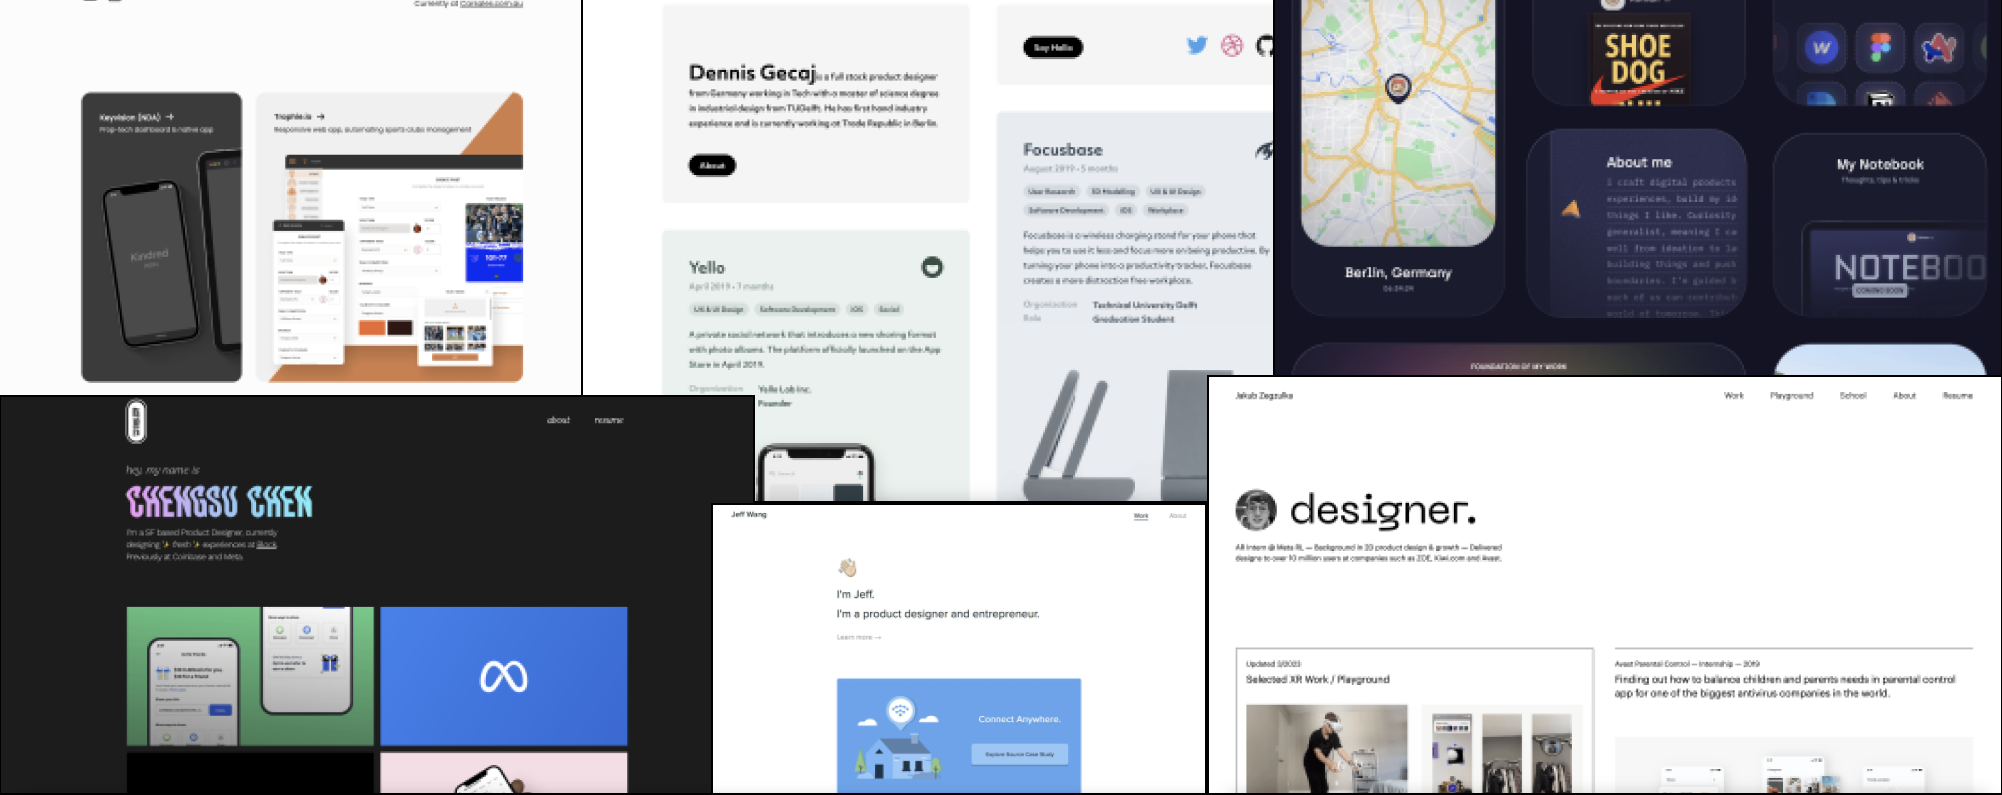 Currently at Carsales.com.au
Keyvision (NDA) →
Prop-tech dashboard & native app
Kindred
Trophie.io →
Responsive web app, automating sports clubs management
Dennis Gecaj is a full stack product designer
from Germany working in Tech with a master of science degree
in industrial design from TU Delft. He has first hand industry
experience and is currently working at Trade Republic in Berlin.
About
Yello
April 2019 • 7 months
UX & UI Design
Software Development
iOS
Social
A private social network that introduces a new sharing format
with photo albums. The platform officially launched on the App
Store in April 2019.
Organisation
Yello Lab Inc.
Founder
Say Hello
Focusbase
August 2019 • 5 months
User Research
3D Modelling
UX & UI Design
Software Development
iOS
Workplace
Focusbase is a wireless charging stand for your phone that
helps you to use it less and focus more on being productive. By
turning your phone into a productivity tracker, Focusbase
creates a more distraction free workplace.
Organisation
Technical University Delft
Role
Graduation Student
Berlin, Germany
SHOE
DOG
About me
I craft digital products
experiences, build my id
things I like. Curiosity
generalist, meaning I ca
well from ideation to la
building things and push
boundaries. I'm guided b
much of us can contribut
world of tomorrow. Thi
My Notebook
Thoughts, tips & tricks
NOTEBOO
COMING SOON
FOUNDATION OF MY WORK
about
resume
hey, my name is
CHENGSU CHEN
I'm a SF based Product Designer, currently
designing ✨ fresh ✨ experiences at Block.
Previously at Coinbase and Meta.
Jeff Wang
Work
About
I'm Jeff.
I'm a product designer and entrepreneur.
Learn more →
Connect Anywhere.
Explore Source Case Study
Jakub Zegzulka
Work
Playground
School
About
Resume
designer.
AR Intern @ Meta RL — Background in 2D product design & growth — Delivered
designs to over 10 million users at companies such as ZOE, Kiwi.com and Avast.
Updated 3/2023
Selected XR Work / Playground
Avast Parental Control — Internship — 2019
Finding out how to balance children and parents needs in parental control
app for one of the biggest antivirus companies in the world.